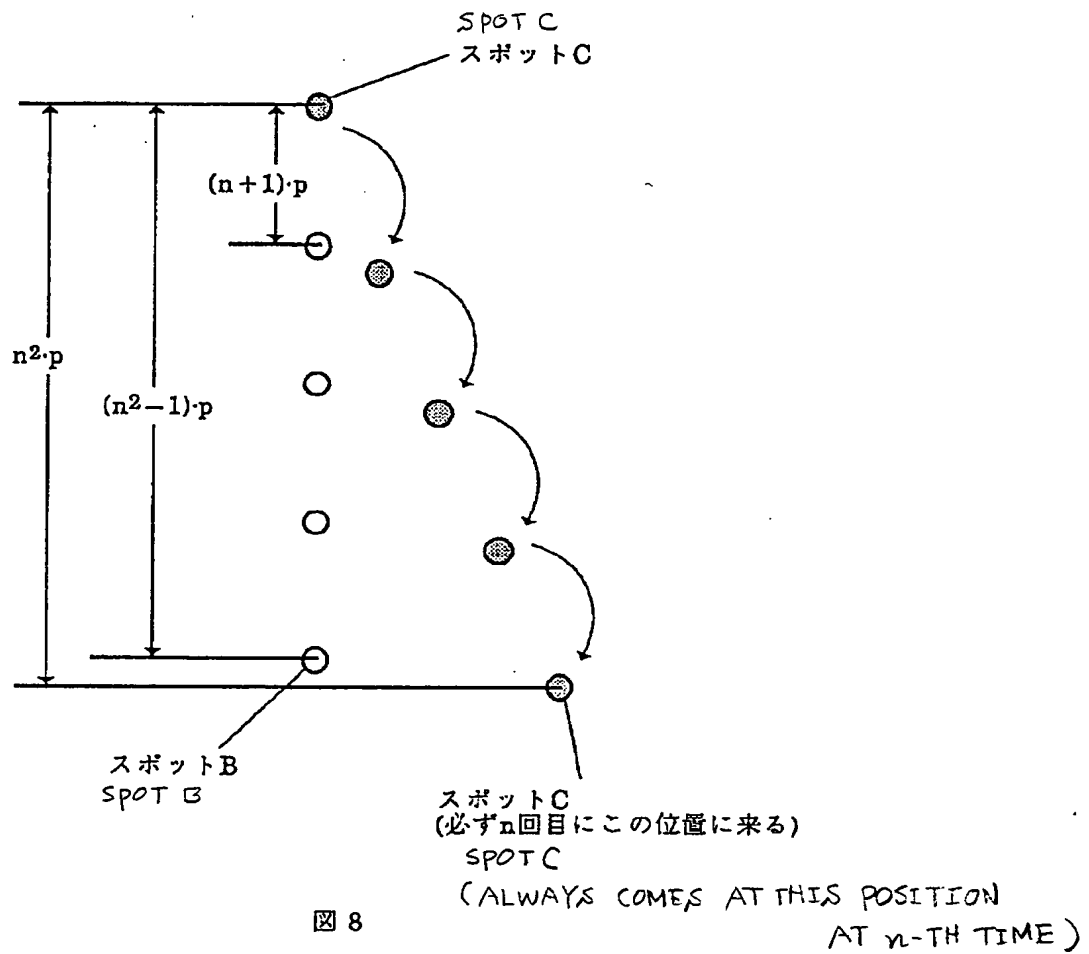 SPOT C
スポットC
(n+1)·p
n²·p
(n²−1)·p
スポットB
SPOT B
スポットC
(必ずn回目にこの位置に来る)
SPOT C
(ALWAYS COMES AT THIS POSITION
AT n-TH TIME)
図 8